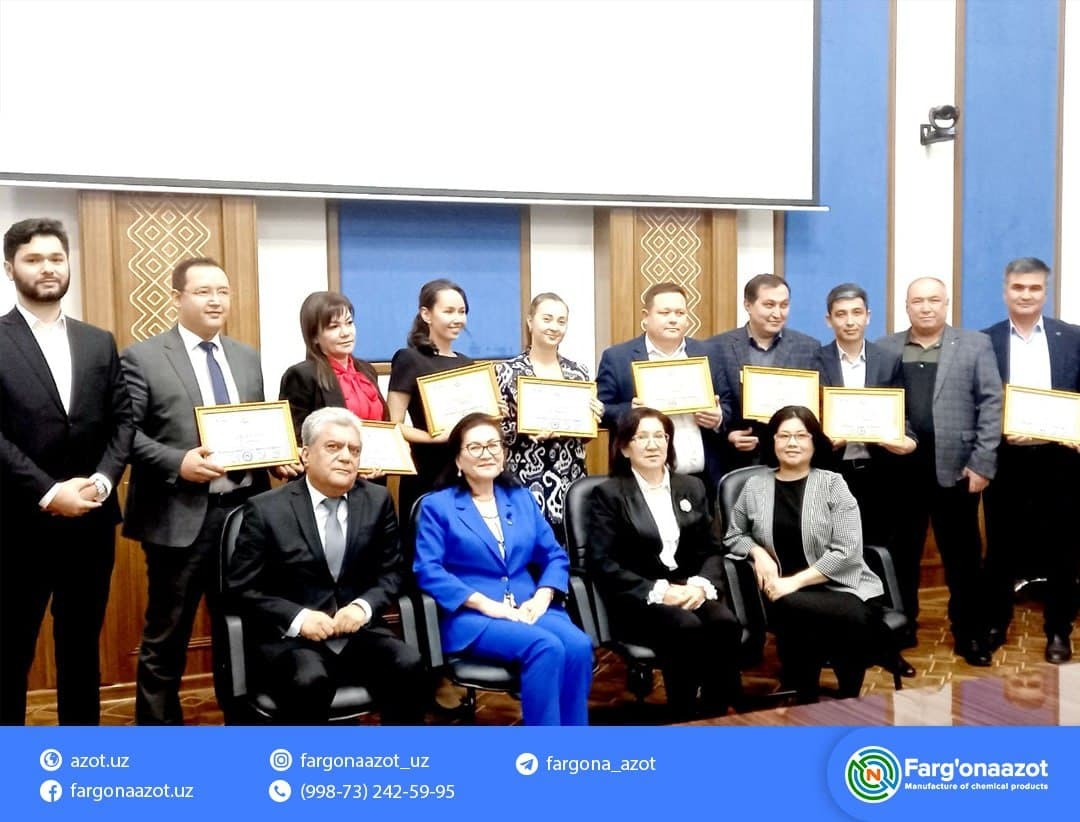 azot.uz
fargonaazot_uz
fargona_azot
fargonaazot.uz
(998-73) 242-59-95
Farg'onaazot
Manufacture of chemical products